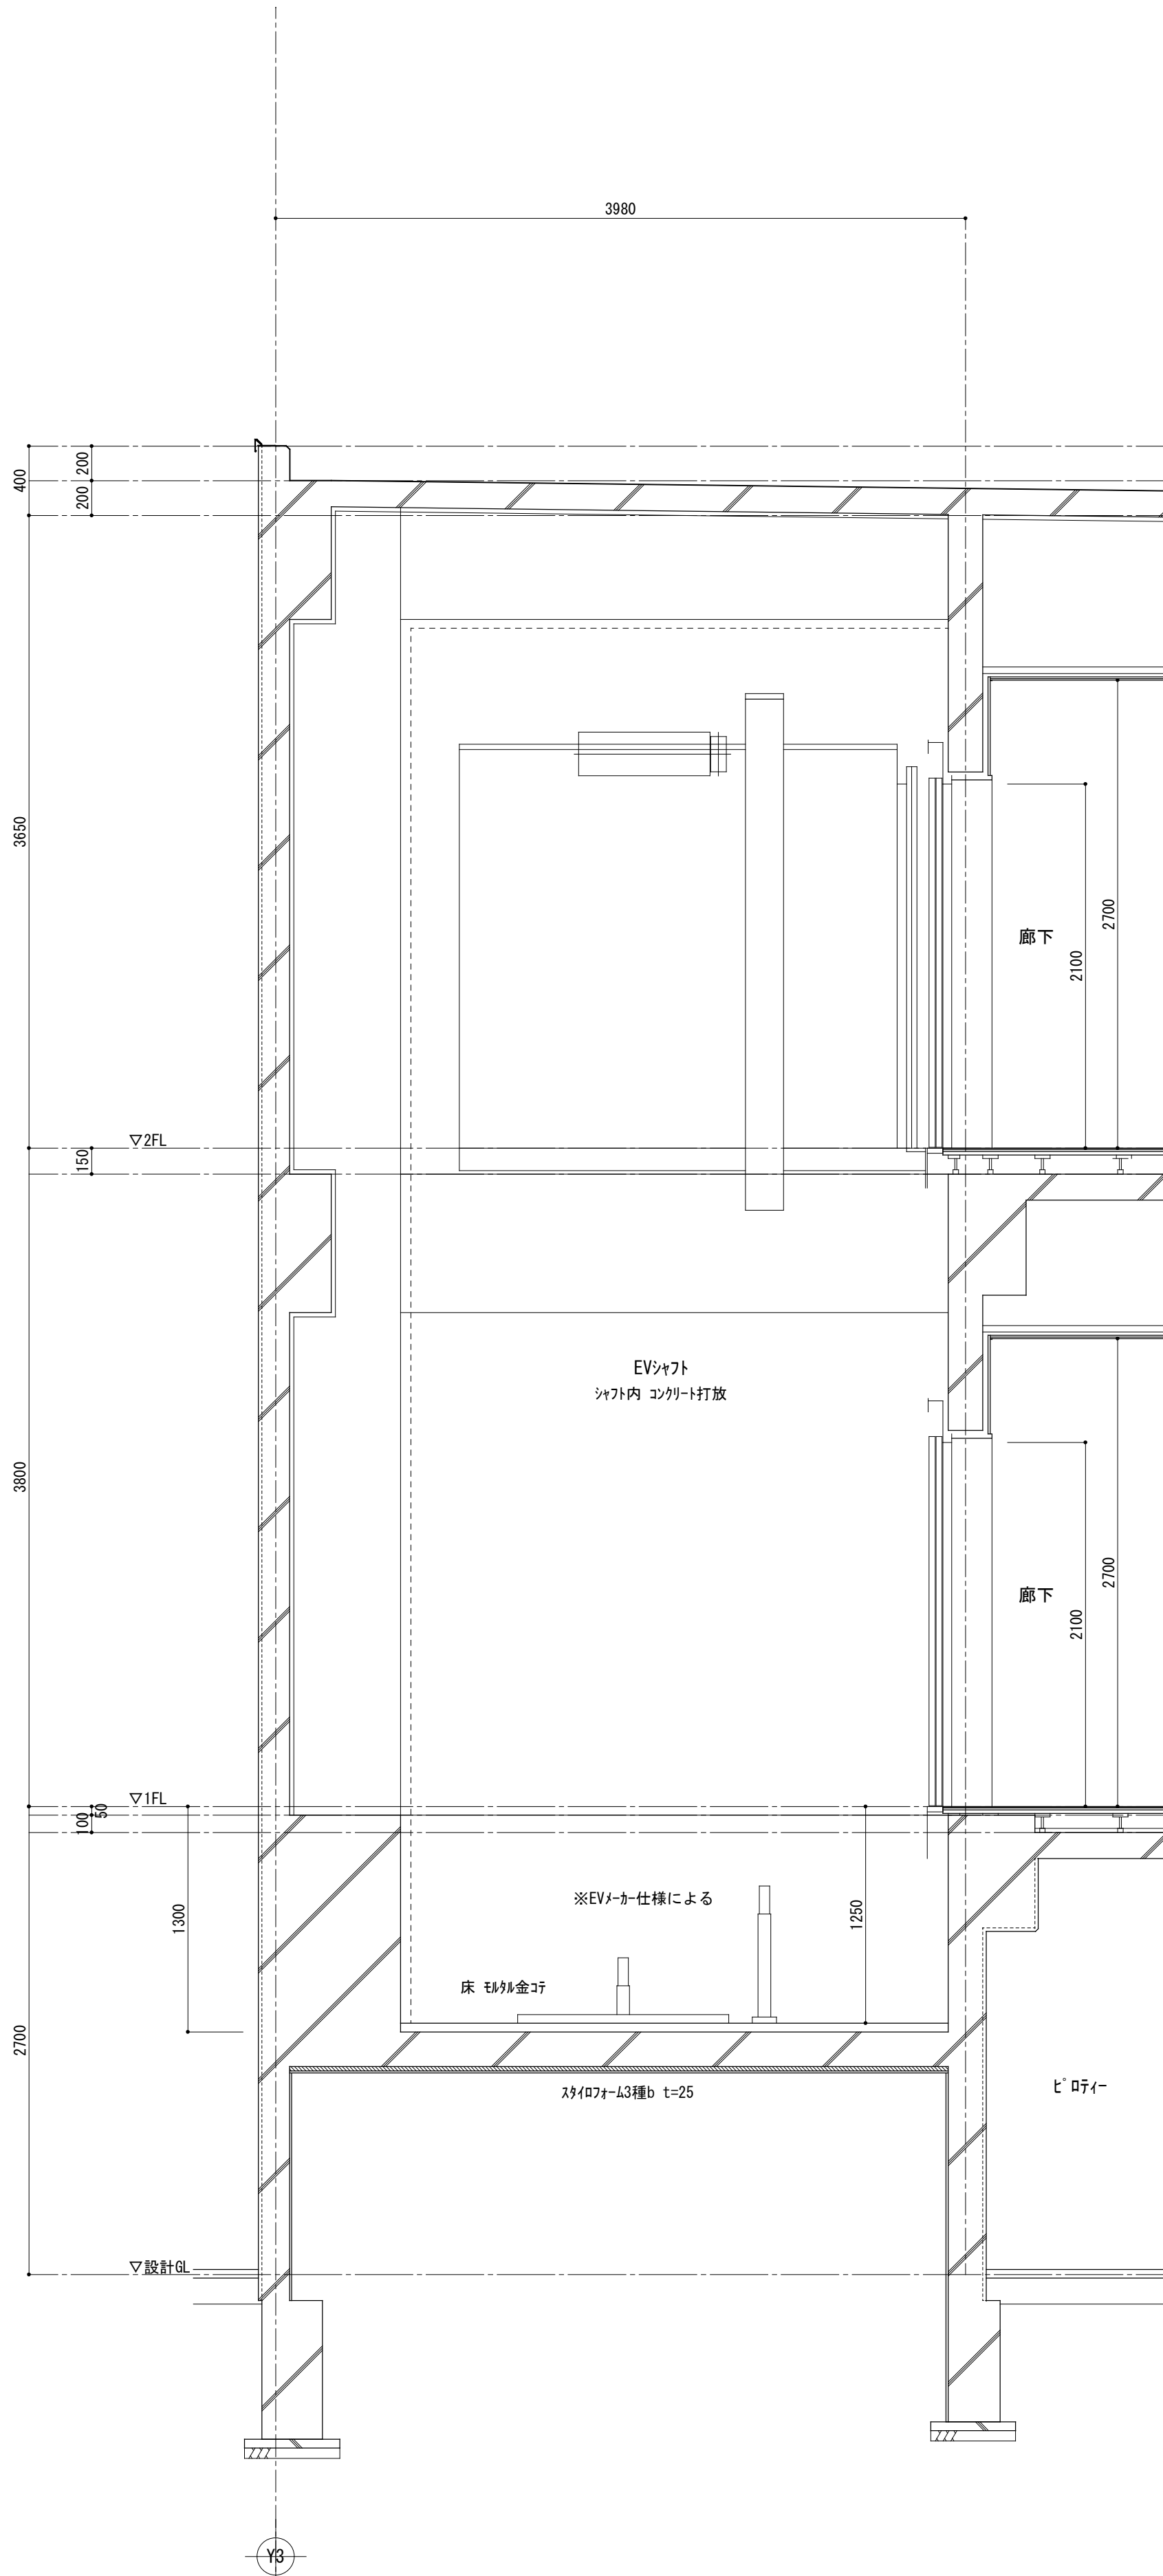 3980
400
200
200
3650
廊下
2100
2700
▽2FL
150
EVシャフト
シャフト内 コンクリート打放
3800
廊下
2100
2700
▽1FL
50
100
1300
※EVメーカー仕様による
1250
床 モルタル金コテ
2700
スタイロフォーム3種b t=25
ピロティー
▽設計GL
Y3